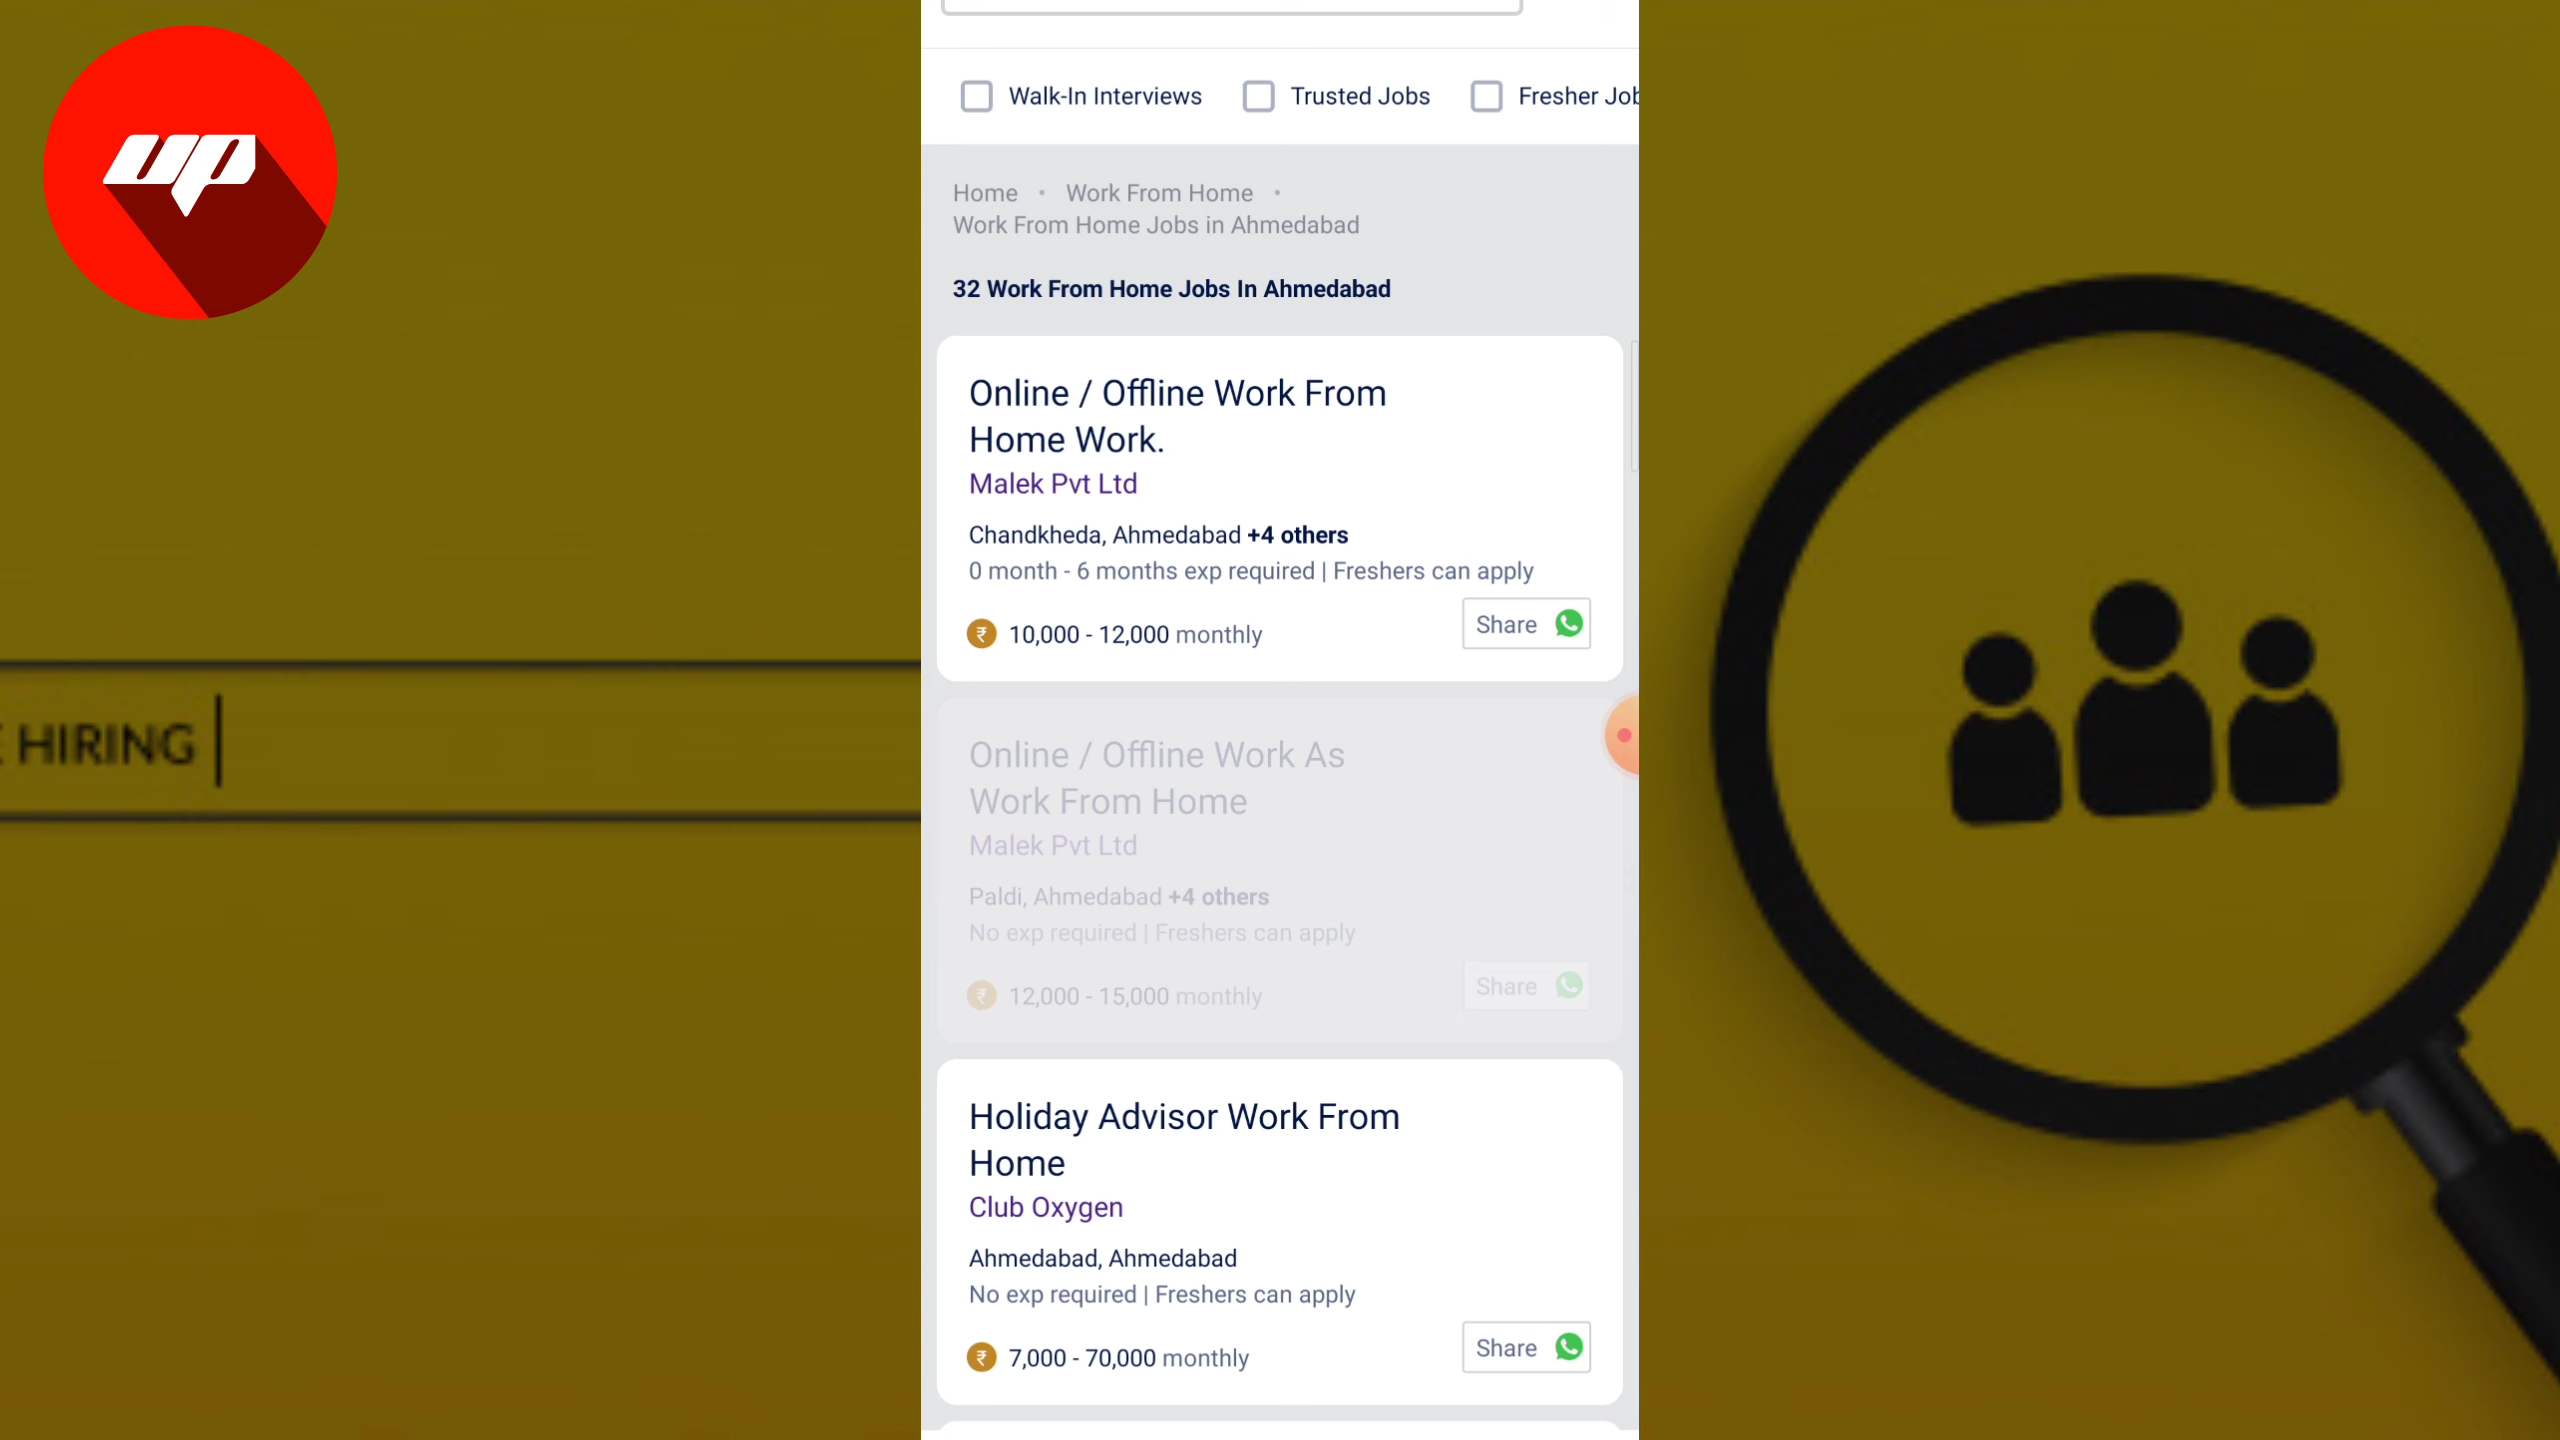 up
Walk-In Interviews
Trusted Jobs
Fresher Job
Home • Work From Home •
Work From Home Jobs in Ahmedabad
32 Work From Home Jobs In Ahmedabad
Online / Offline Work From
Home Work.
Malek Pvt Ltd
Chandkheda, Ahmedabad +4 others
0 month - 6 months exp required | Freshers can apply
₹ 10,000 - 12,000 monthly
Share
Online / Offline Work As
Work From Home
Malek Pvt Ltd
Paldi, Ahmedabad +4 others
No exp required | Freshers can apply
₹ 12,000 - 15,000 monthly
Share
Holiday Advisor Work From
Home
Club Oxygen
Ahmedabad, Ahmedabad
No exp required | Freshers can apply
₹ 7,000 - 70,000 monthly
Share
E HIRING